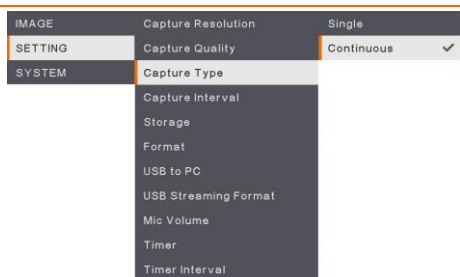 IMAGE
SETTING
SYSTEM
Capture Resolution
Capture Quality
Capture Type
Capture Interval
Storage
Format
USB to PC
USB Streaming Format
Mic Volume
Timer
Timer Interval
Single
Continuous ✓